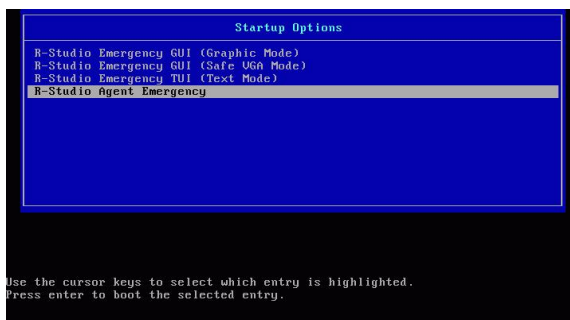 Startup Options
R-Studio Emergency GUI (Graphic Mode)
R-Studio Emergency GUI (Safe VGA Mode)
R-Studio Emergency TUI (Text Mode)
R-Studio Agent Emergency
Use the cursor keys to select which entry is highlighted.
Press enter to boot the selected entry.